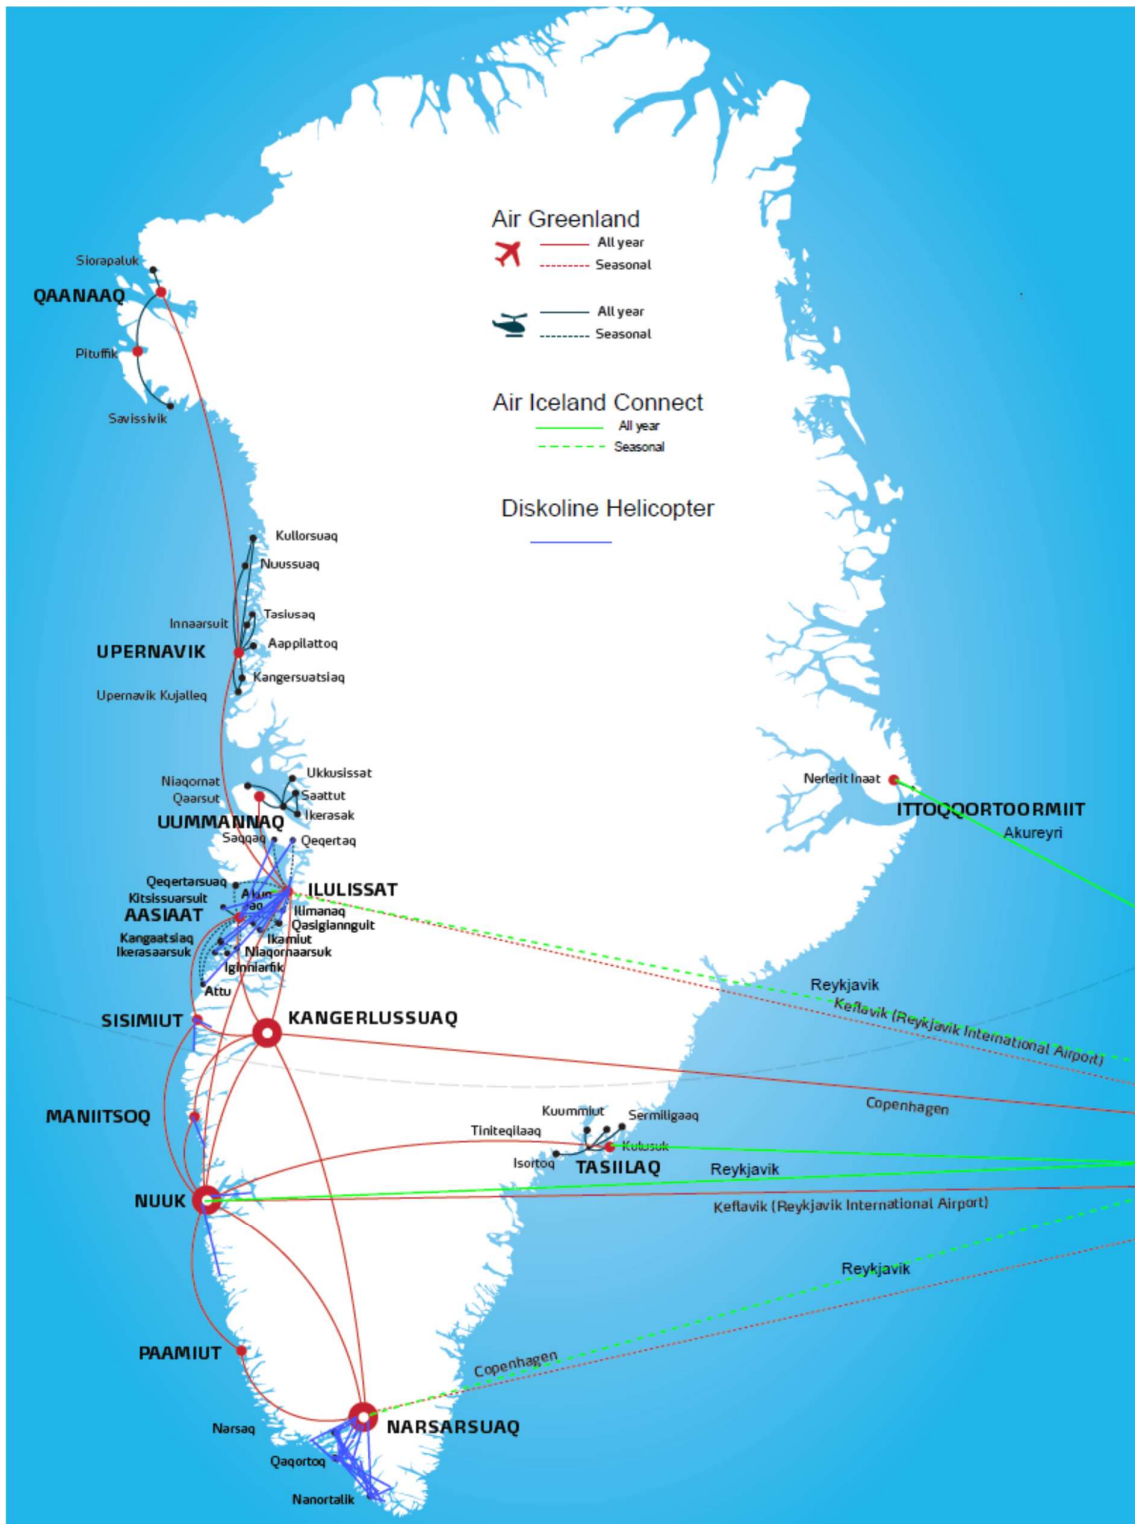 Air Greenland
All year
Seasonal
All year
Seasonal
Air Iceland Connect
All year
Seasonal
Diskoline Helicopter
Siorapaluk
QAANAAQ
Pituffik
Savissivik
Kullorsuaq
Nuussuaq
Tasiusaq
Innaarsuit
Aappilattoq
UPERNAVIK
Kangersuatsiaq
Upernavik Kujalleq
Ukkusissat
Niaqornat
Saattut
Qaarsut
Ikerasak
UUMMANNAQ
Saqqaq
Qeqertaq
Nerlerit Inaat
ITTOQQOORTOORMIIT
Akureyri
Qeqertarsuaq
ILULISSAT
Kitsissuarsuit
AASIAAT
Ilimanaq
Qasigiannguit
Ikamiut
Kangaatsiaq
Ikerasaarsuk
Niaqornaarsuk
Iginniarfik
Attu
Reykjavik
Keflavik (Reykjavik International Airport)
SISIMIUT
KANGERLUSSUAQ
Copenhagen
MANIITSOQ
Kuummiut
Sermiligaaq
Tiniteqilaaq
Kulusuk
Isortoq
TASIILAQ
Reykjavik
NUUK
Keflavik (Reykjavik International Airport)
Reykjavik
PAAMIUT
Copenhagen
Narsaq
NARSARSUAQ
Qaqortoq
Nanortalik